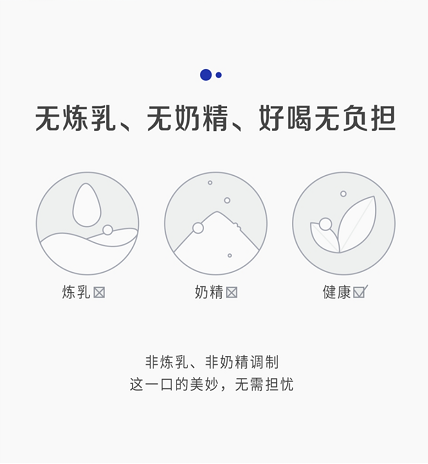 无炼乳、无奶精、好喝无负担
炼乳☒
奶精☒
健康☑
非炼乳、非奶精调制
这一口的美妙，无需担忧